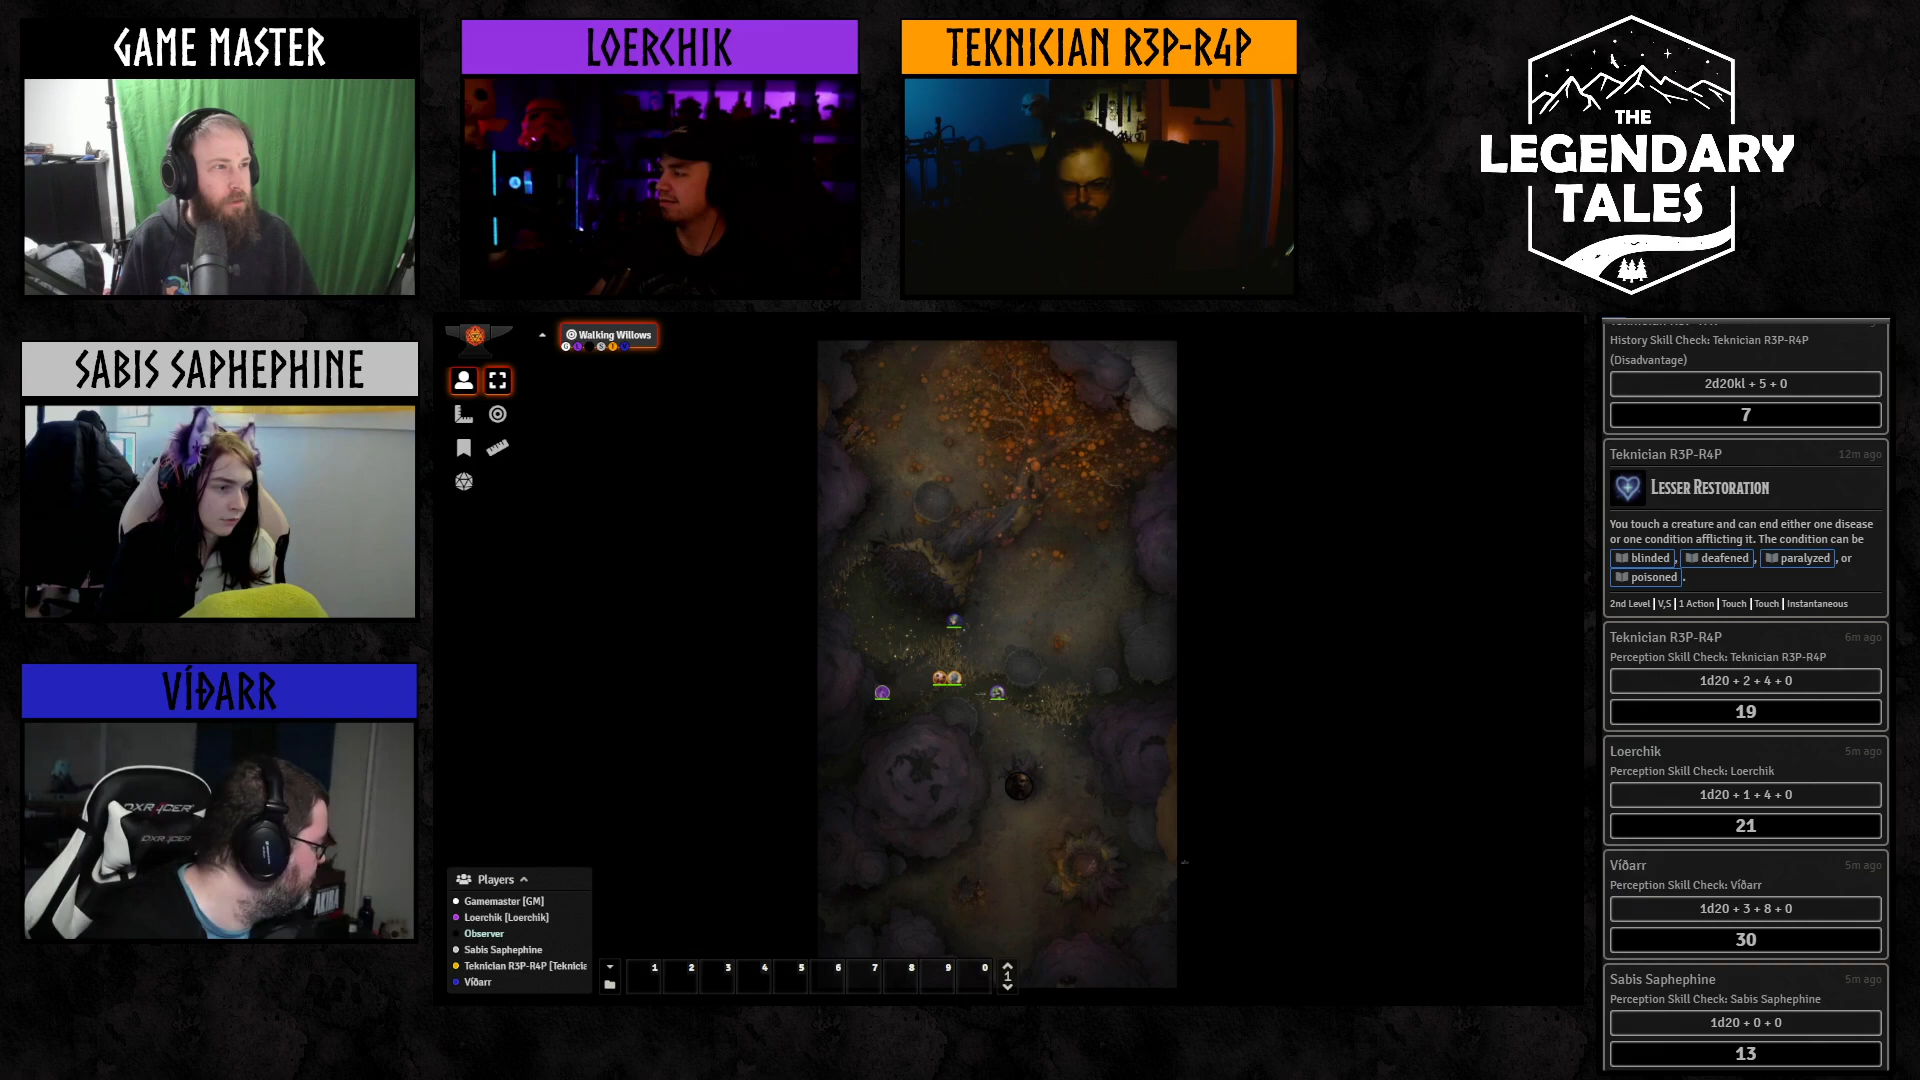 GAME MASTER
LOERCHIK
TEKNICIAN R3P-R4P
THE
LEGENDARY
TALES
SABIS SAPHEPHINE
VÍÐARR
DXRACER
DXRACER
AKIRA
Walking Willows
G L S T V
Players
Gamemaster [GM]
Loerchik [Loerchik]
Observer
Sabis Saphephine
Teknician R3P-R4P [Teknicia
Víðarr
1 2 3 4 5 6 7 8 9 0
1
History Skill Check: Teknician R3P-R4P
(Disadvantage)
2d20kl + 5 + 0
7
Teknician R3P-R4P 12m ago
LESSER RESTORATION
You touch a creature and can end either one disease
or one condition afflicting it. The condition can be
blinded, deafened, paralyzed, or
poisoned.
2nd Level | V,S | 1 Action | Touch | Touch | Instantaneous
Teknician R3P-R4P 6m ago
Perception Skill Check: Teknician R3P-R4P
1d20 + 2 + 4 + 0
19
Loerchik 5m ago
Perception Skill Check: Loerchik
1d20 + 1 + 4 + 0
21
Víðarr 5m ago
Perception Skill Check: Víðarr
1d20 + 3 + 8 + 0
30
Sabis Saphephine 5m ago
Perception Skill Check: Sabis Saphephine
1d20 + 0 + 0
13